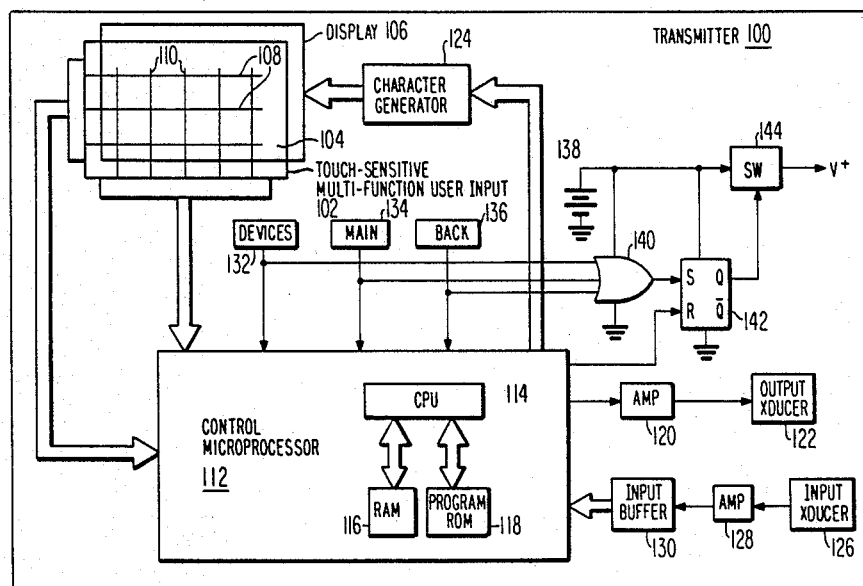 DISPLAY 106
124
TRANSMITTER 100
110
108
CHARACTER
GENERATOR
104
144
138
SW
V+
TOUCH-SENSITIVE
MULTI-FUNCTION USER INPUT
102
134
136
DEVICES
MAIN
BACK
132
140
S Q
R Q̅
142
114
CPU
CONTROL
MICROPROCESSOR
112
AMP
120
OUTPUT
XDUCER
122
RAM
116
PROGRAM
ROM
118
INPUT
BUFFER
130
AMP
128
INPUT
XDUCER
126